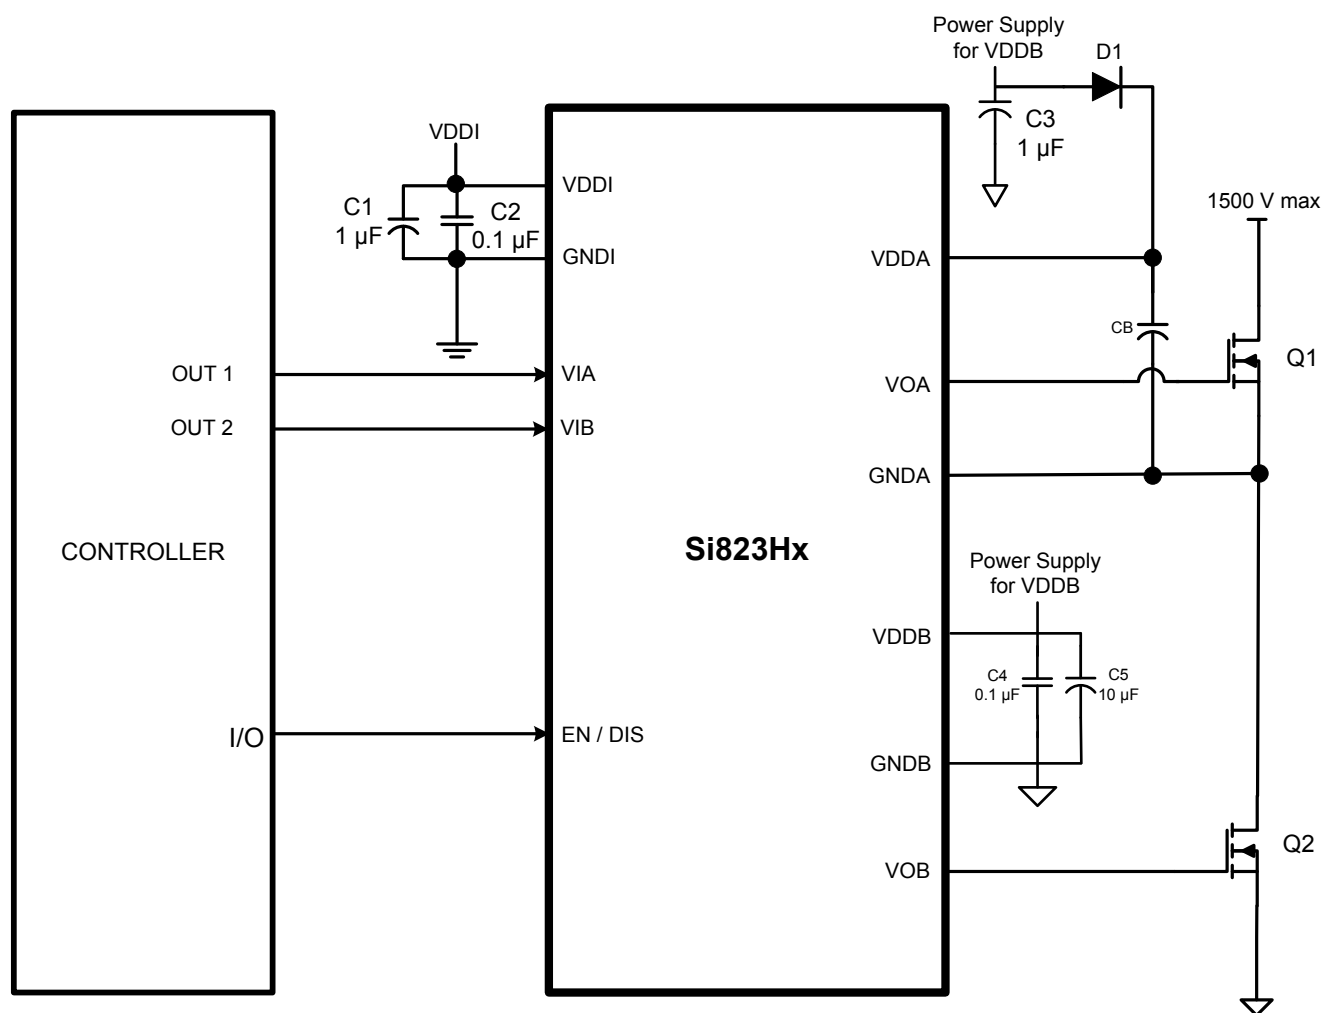 Power Supply
for VDDB
D1
C3
1 µF
VDDI
C1
1 µF
C2
0.1 µF
VDDI
GNDI
1500 V max
VDDA
CB
Q1
OUT 1
VIA
VOA
OUT 2
VIB
GNDA
CONTROLLER
Si823Hx
Power Supply
for VDDB
VDDB
C4
0.1 µF
C5
10 µF
I/O
EN / DIS
GNDB
Q2
VOB